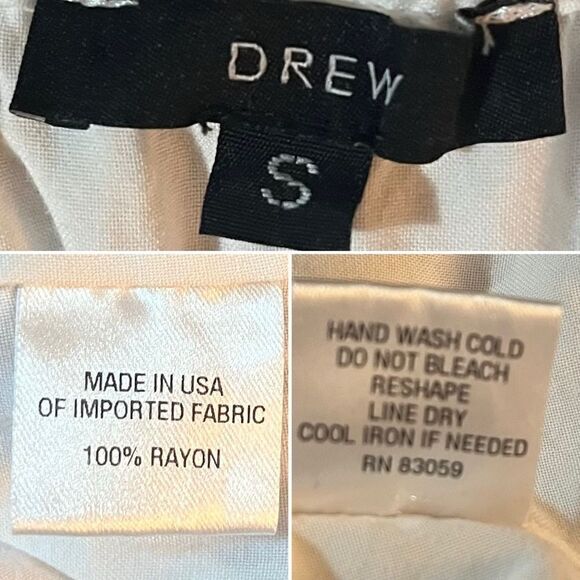 DREW
S
MADE IN USA
OF IMPORTED FABRIC
100% RAYON
HAND WASH COLD
DO NOT BLEACH
RESHAPE
LINE DRY
COOL IRON IF NEEDED
RN 83059